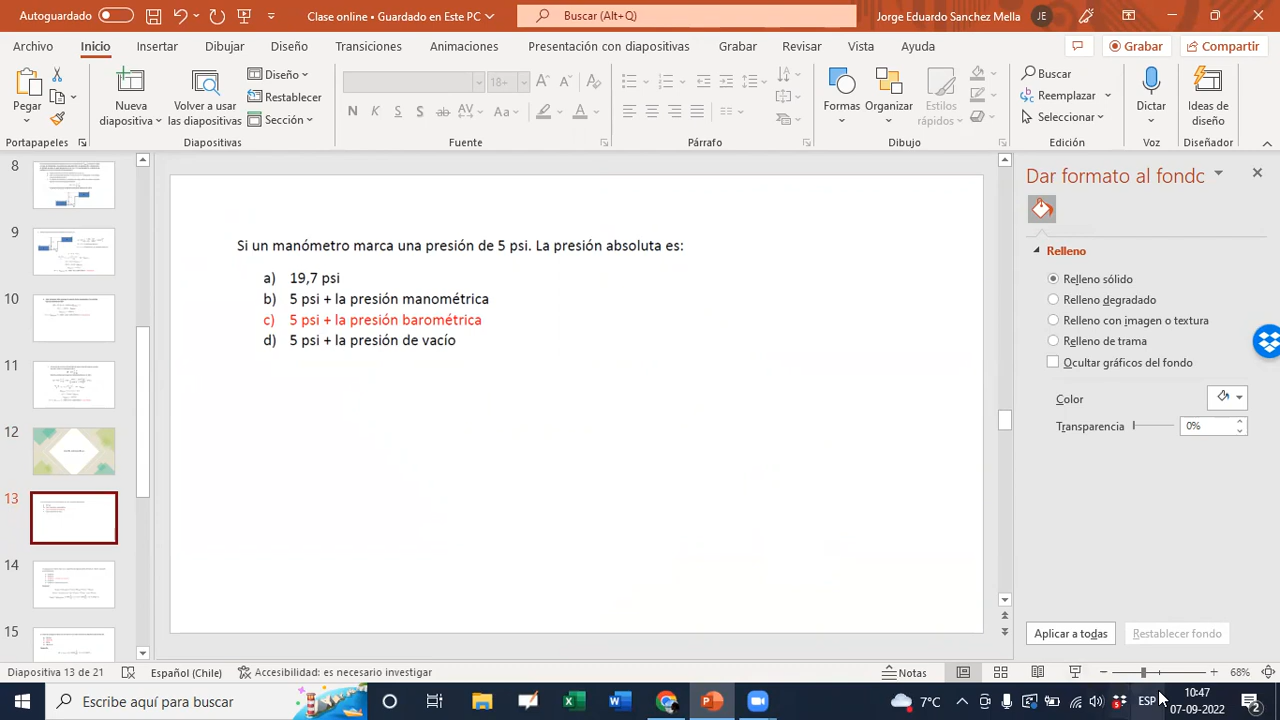 Autoguardado
Clase online • Guardado en Este PC
Buscar (Alt+Q)
Jorge Eduardo Sanchez Mella
JE
Archivo
Inicio
Insertar
Dibujar
Diseño
Transiciones
Animaciones
Presentación con diapositivas
Grabar
Revisar
Vista
Ayuda
Grabar
Compartir
Pegar
Nueva diapositiva
Volver a usar las diapositivas
Diseño
Restablecer
Sección
18+
N K S S ab AV Aa A
Formas
Organizar
Estilos rápidos
Buscar
Reemplazar
Seleccionar
Dictar
Ideas de diseño
Portapapeles
Diapositivas
Fuente
Párrafo
Dibujo
Edición
Voz
Diseñador
8
9
10
11
12
13
14
15
Si un manómetro marca una presión de 5 psi. La presión absoluta es:
a) 19,7 psi
b) 5 psi + la presión manométrica
c) 5 psi + la presión barométrica
d) 5 psi + la presión de vacío
Dar formato al fondo
Relleno
Relleno sólido
Relleno degradado
Relleno con imagen o textura
Relleno de trama
Ocultar gráficos del fondo
Color
Transparencia
0%
Aplicar a todas
Restablecer fondo
Diapositiva 13 de 21
Español (Chile)
Accesibilidad: es necesario investigar
Notas
68%
Escribe aquí para buscar
7°C
ESP
10:47
07-09-2022
2